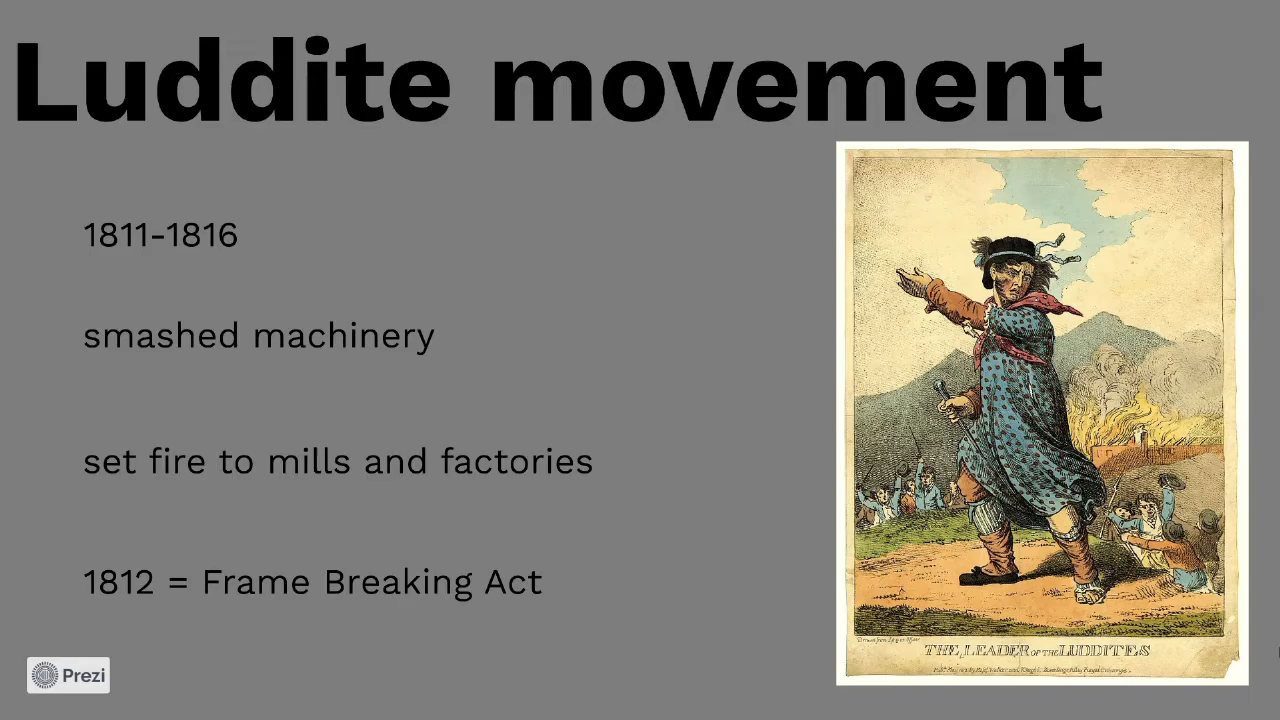 Luddite movement
1811-1816
smashed machinery
set fire to mills and factories
1812 = Frame Breaking Act
THE LEADER OF THE LUDDITES
Prezi